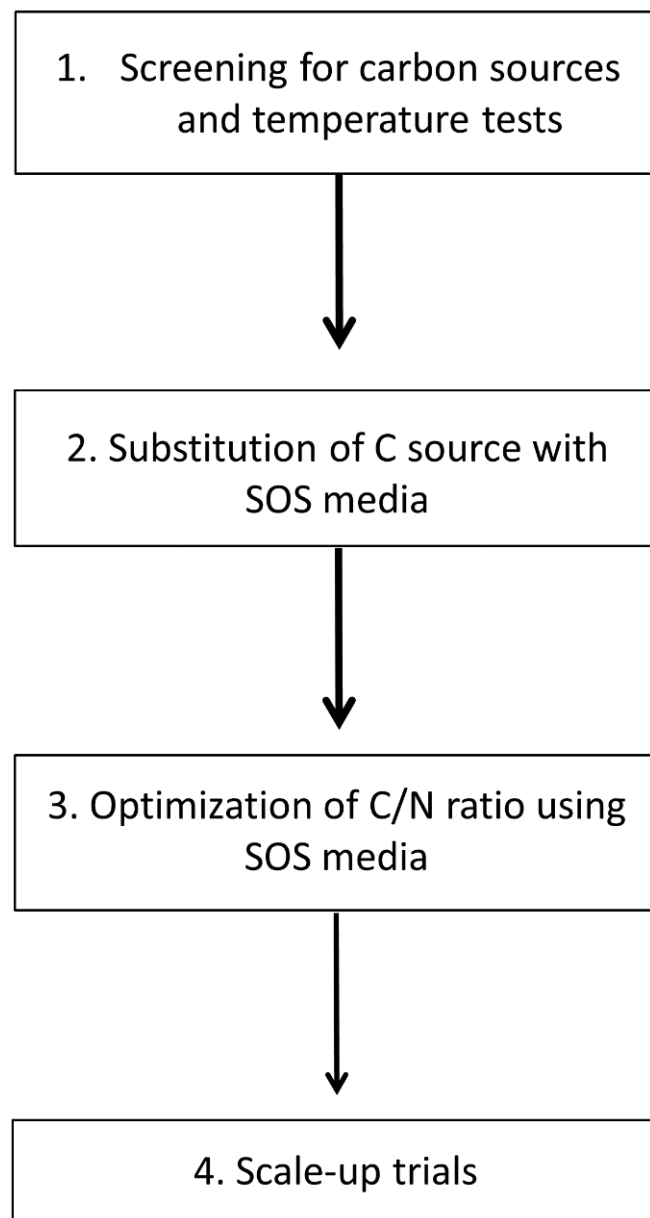 1. Screening for carbon sources
and temperature tests
2. Substitution of C source with
SOS media
3. Optimization of C/N ratio using
SOS media
4. Scale-up trials